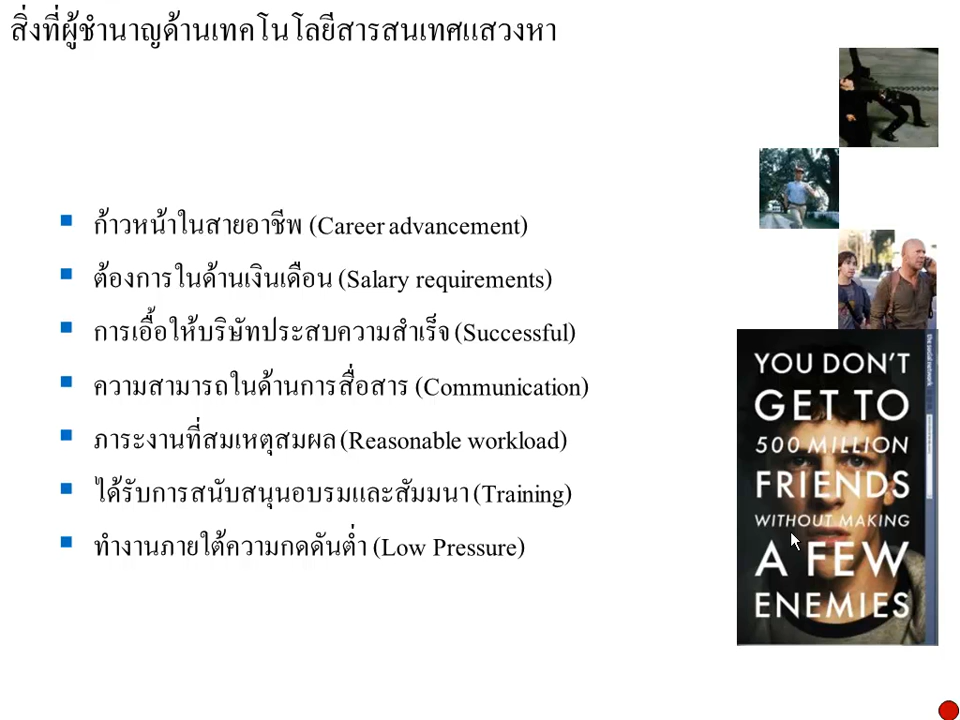 สิ่งที่ผู้ชำนาญด้านเทคโนโลยีสารสนเทศแสวงหา
ก้าวหน้าในสายอาชีพ (Career advancement)
ต้องการในด้านเงินเดือน (Salary requirements)
การเอื้อให้บริษัทประสบความสำเร็จ (Successful)
ความสามารถในด้านการสื่อสาร (Communication)
ภาระงานที่สมเหตุสมผล (Reasonable workload)
ได้รับการสนับสนุนอบรมและสัมมนา (Training)
ทำงานภายใต้ความกดดันต่ำ (Low Pressure)
YOU DON'T
GET TO
500 MILLION
FRIENDS
WITHOUT MAKING
A FEW
ENEMIES
the social network